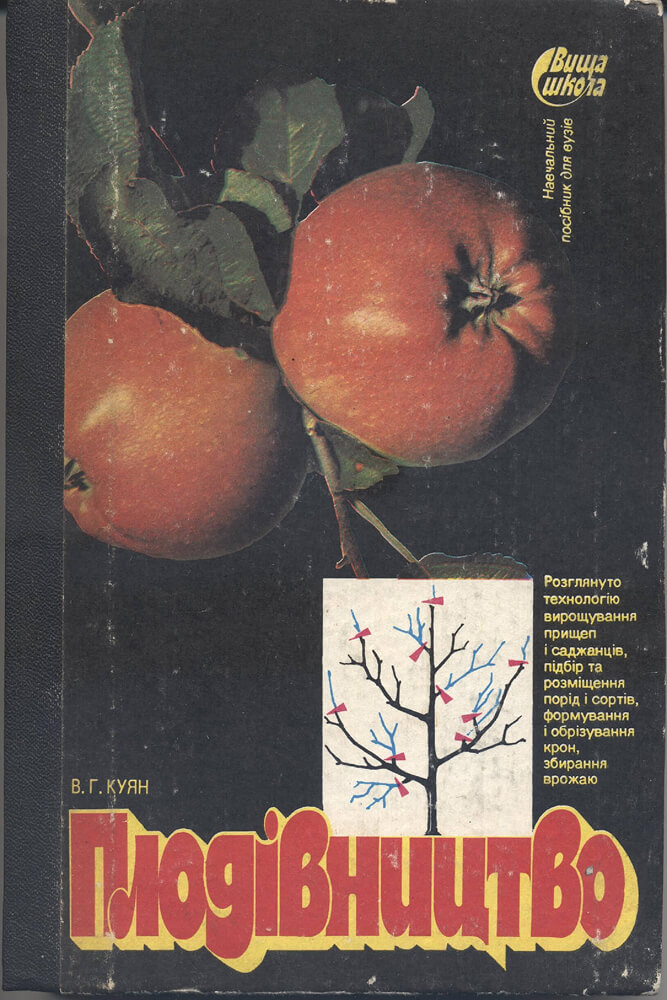 Вища
школа
Навчальний
посібник для вузів
Розглянуто
технологію
вирощування
прищеп
і саджанців,
підбір та
розміщення
порід і сортів,
формування
і обрізування
крон,
збирання
врожаю
В. Г. КУЯН
Плодівництво